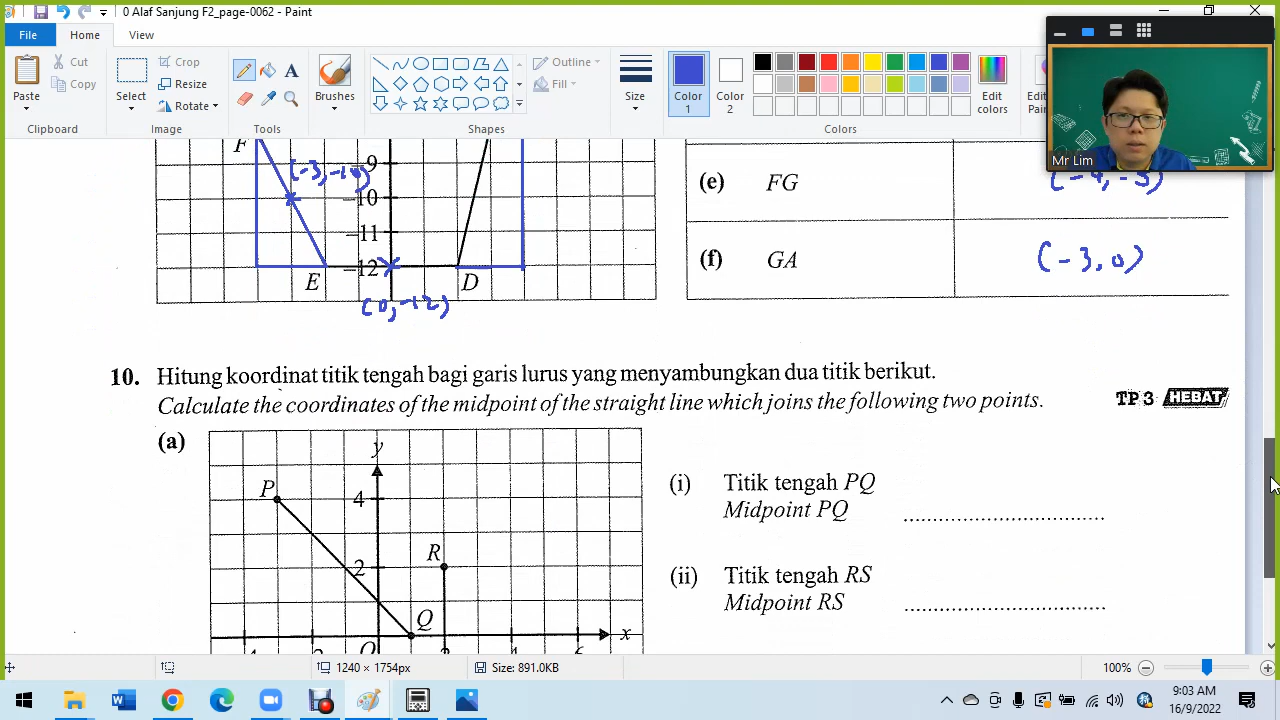 0 Alaf Sanjung F2_page-0062 - Paint
File Home View
Paste
Cut
Copy
Clipboard
Select
Crop
Resize
Rotate
Image
A
Tools
Brushes
Shapes
Outline
Fill
Size
Color 1
Color 2
Colors
Edit colors
Mr Lim
F
-9
(-3, -10)
-10
-11
-12
E
D
(0, -12)
(e) FG (-4, -5)
(f) GA (-3, 0)
10. Hitung koordinat titik tengah bagi garis lurus yang menyambungkan dua titik berikut.
Calculate the coordinates of the midpoint of the straight line which joins the following two points.
TP 3 HEBAT
(a)
y
P
4
R
2
Q
x
(i) Titik tengah PQ
Midpoint PQ ..................................
(ii) Titik tengah RS
Midpoint RS ..................................
1240 × 1754px
Size: 891.0KB
100%
9:03 AM
16/9/2022